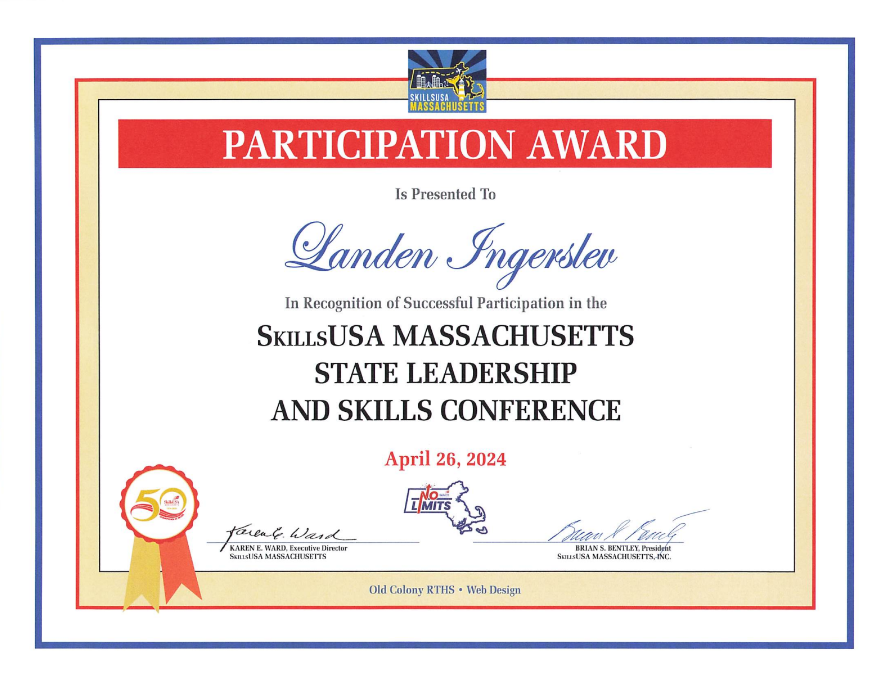 SKILLSUSA
MASSACHUSETTS
PARTICIPATION AWARD
Is Presented To
Landen Ingerslev
In Recognition of Successful Participation in the
SKILLSUSA MASSACHUSETTS
STATE LEADERSHIP
AND SKILLS CONFERENCE
April 26, 2024
NO
LIMITS
50
Karen E. Ward
KAREN E. WARD, Executive Director
SKILLSUSA MASSACHUSETTS
BRIAN S. BENTLEY, President
SKILLSUSA MASSACHUSETTS, INC.
Old Colony RTHS • Web Design